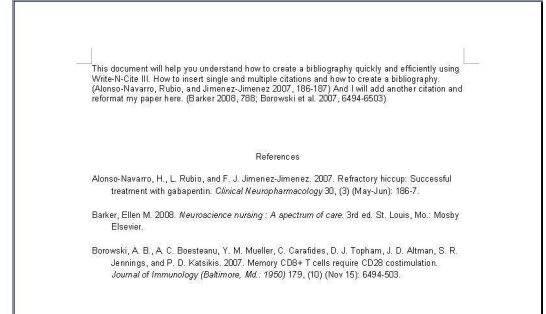 This document will help you understand how to create a bibliography quickly and efficiently using
Write-N-Cite III. How to insert single and multiple citations and how to create a bibliography.
(Alonso-Navarro, Rubio, and Jimenez-Jimenez 2007, 186-187) And I will add another citation and
reformat my paper here. (Barker 2008, 788; Borowski et al. 2007, 6494-6503)
References
Alonso-Navarro, H., L. Rubio, and F. J. Jimenez-Jimenez. 2007. Refractory hiccup: Successful
treatment with gabapentin. Clinical Neuropharmacology 30, (3) (May-Jun): 186-7.
Barker, Ellen M. 2008. Neuroscience nursing : A spectrum of care. 3rd ed. St. Louis, Mo.: Mosby
Elsevier.
Borowski, A. B., A. C. Boesteanu, Y. M. Mueller, C. Carafides, D. J. Topham, J. D. Altman, S. R.
Jennings, and P. D. Katsikis. 2007. Memory CD8+ T cells require CD28 costimulation.
Journal of Immunology (Baltimore, Md.: 1950) 179, (10) (Nov 15): 6494-503.